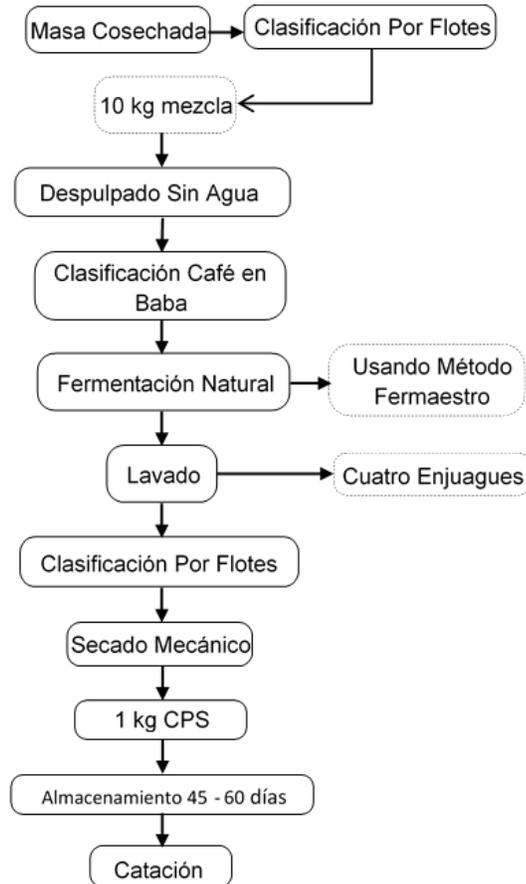 Masa Cosechada
Clasificación Por Flotes
10 kg mezcla
Despulpado Sin Agua
Clasificación Café en
Baba
Fermentación Natural
Usando Método
Fermaestro
Lavado
Cuatro Enjuagues
Clasificación Por Flotes
Secado Mecánico
1 kg CPS
Almacenamiento 45 - 60 días
Catación